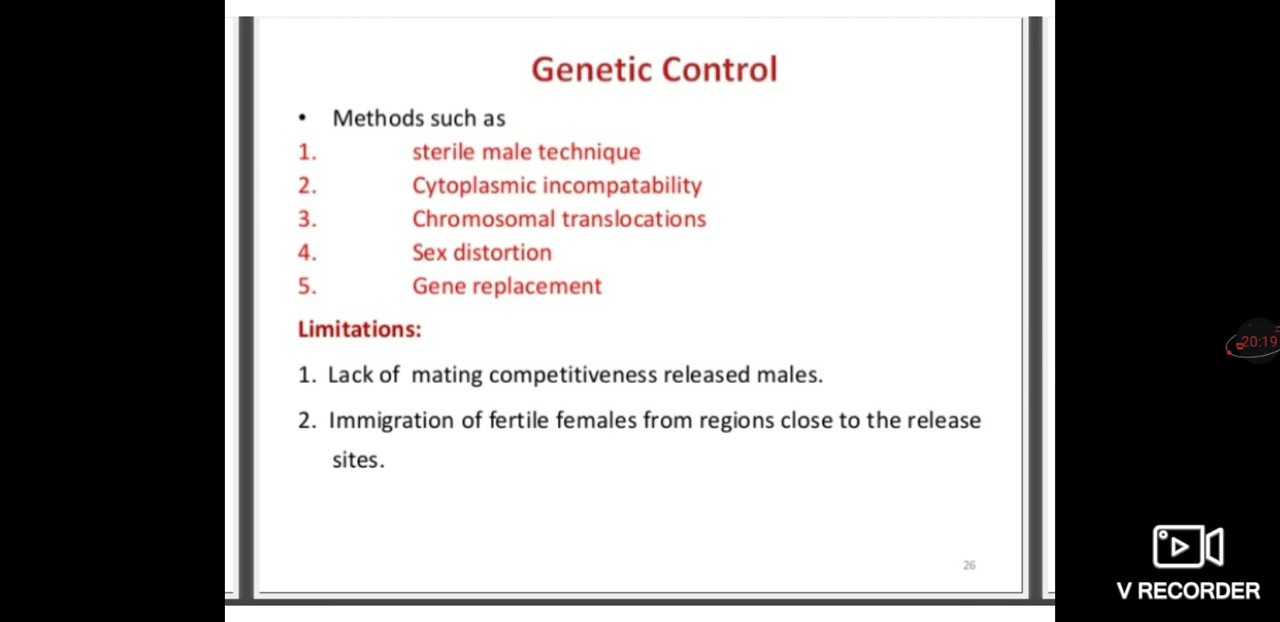 Genetic Control
• Methods such as
1. sterile male technique
2. Cytoplasmic incompatability
3. Chromosomal translocations
4. Sex distortion
5. Gene replacement
Limitations:
1. Lack of mating competitiveness released males.
2. Immigration of fertile females from regions close to the release
sites.
26
20:19
V RECORDER